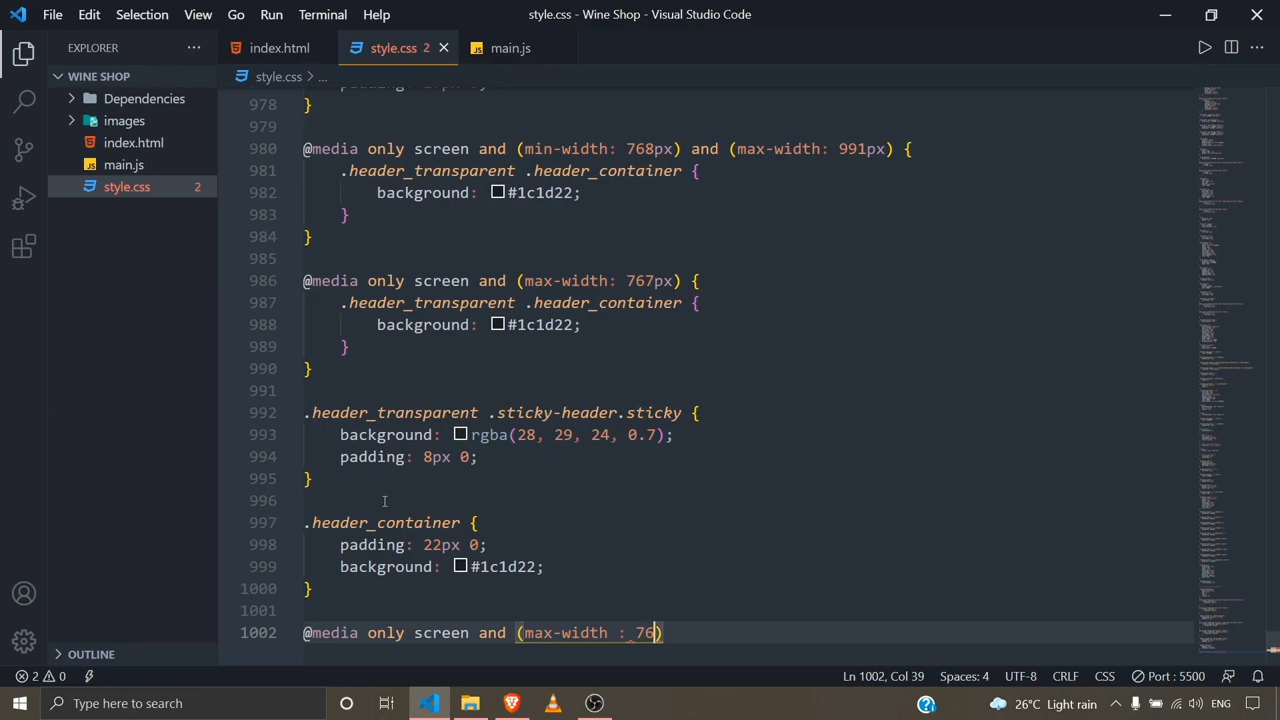 File Edit Selection View Go Run Terminal Help style.css - Wine Shop - Visual Studio Code
EXPLORER ··· index.html style.css 2 main.js
WINE SHOP
style.css > ...
Dependencies
images
index.html
main.js
style.css 2
978 }
979
980 @media only screen and (min-width: 768px) and (max-width: 991px) {
981 .header_transparent . header_container {
982 background: #1c1d22;
983 }
984 }
985
986 @media only screen and (max-width: 767px) {
987 .header_transparent .header_container {
988 background: #1c1d22;
989 }
990 }
991
992 .header_transparent .sticky-header.sticky {
993 background: rgba(28, 29, 24, 0.7);
994 padding: 8px 0;
995 }
996
997 .header_container {
998 padding: 22px 0;
999 background: #1c1d22;
1000 }
1001
1002 @media only screen and (max-width : 76)
OUTLINE
2 0 Ln 1002, Col 39 Spaces: 4 UTF-8 CRLF CSS Port : 5500
Type here to search 26°C Light rain ENG